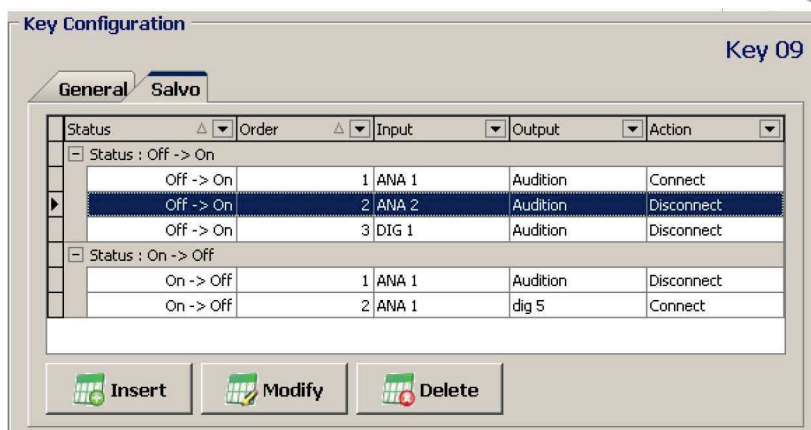 Key Configuration
Key 09
General Salvo
Status Order Input Output Action
Status : Off -> On
Off -> On 1 ANA 1 Audition Connect
Off -> On 2 ANA 2 Audition Disconnect
Off -> On 3 DIG 1 Audition Disconnect
Status : On -> Off
On -> Off 1 ANA 1 Audition Disconnect
On -> Off 2 ANA 1 dig 5 Connect
Insert Modify Delete